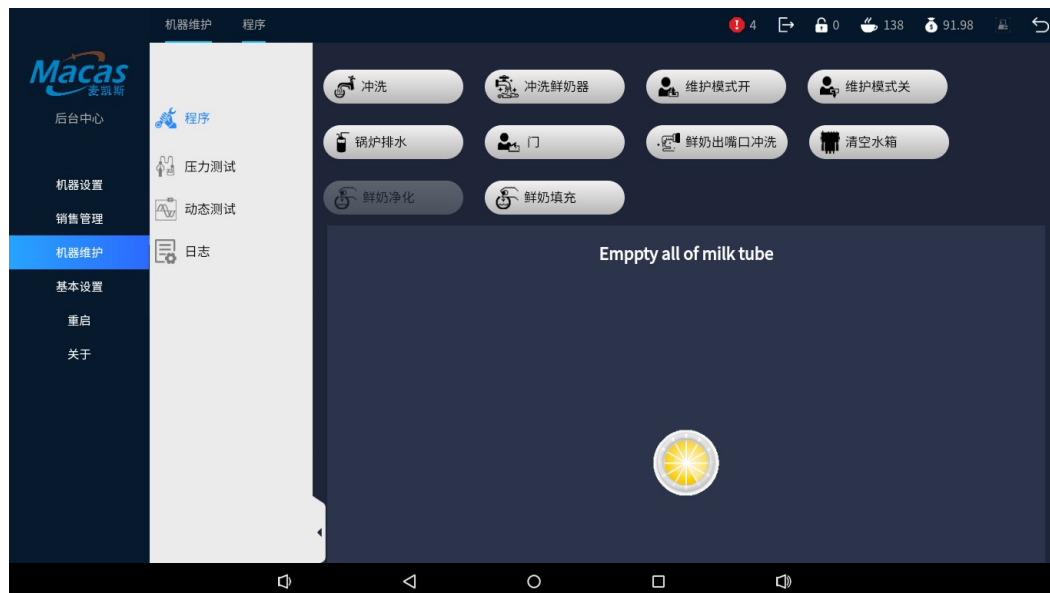 机器维护 程序
4 0 138 91.98
Macas
麦凯斯
后台中心
机器设置
销售管理
机器维护
基本设置
重启
关于
程序
压力测试
动态测试
日志
冲洗 冲洗鲜奶器 维护模式开 维护模式关
锅炉排水 门 鲜奶出嘴口冲洗 清空水箱
鲜奶净化 鲜奶填充
Emppty all of milk tube